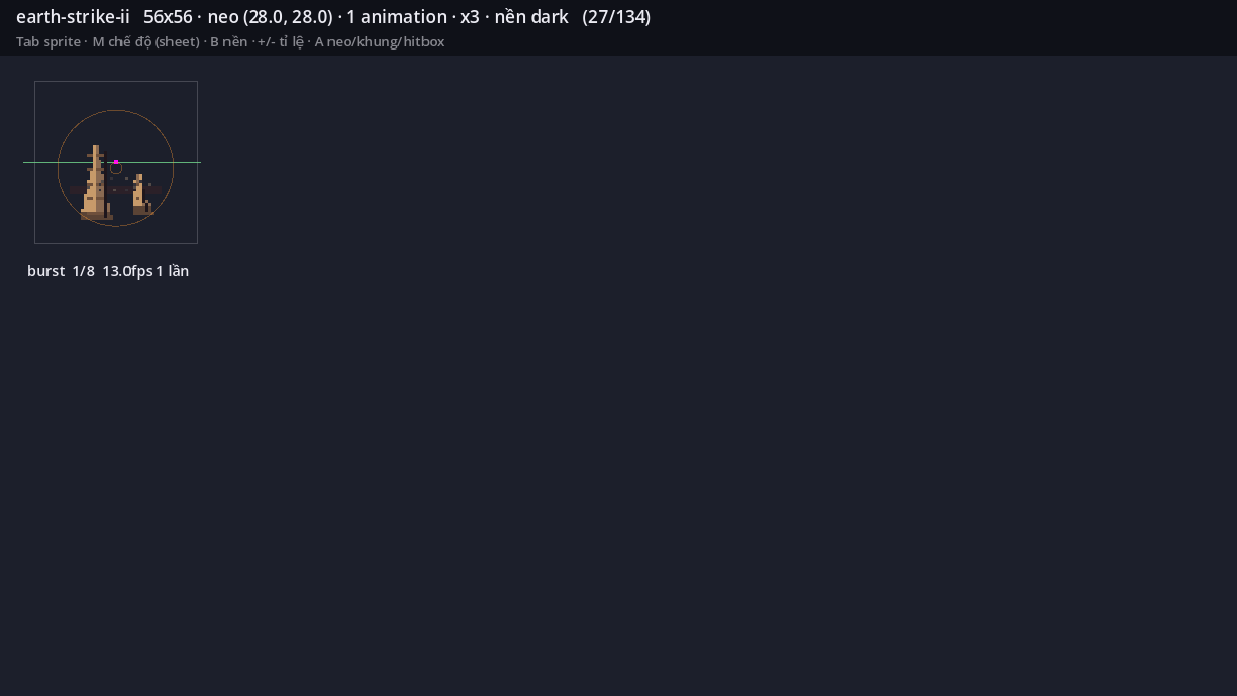 earth-strike-ii 56x56 · neo (28.0, 28.0) · 1 animation · x3 · nền dark (27/134)
Tab sprite · M chế độ (sheet) · B nền · +/- tỉ lệ · A neo/khung/hitbox
burst 1/8 13.0fps 1 lần